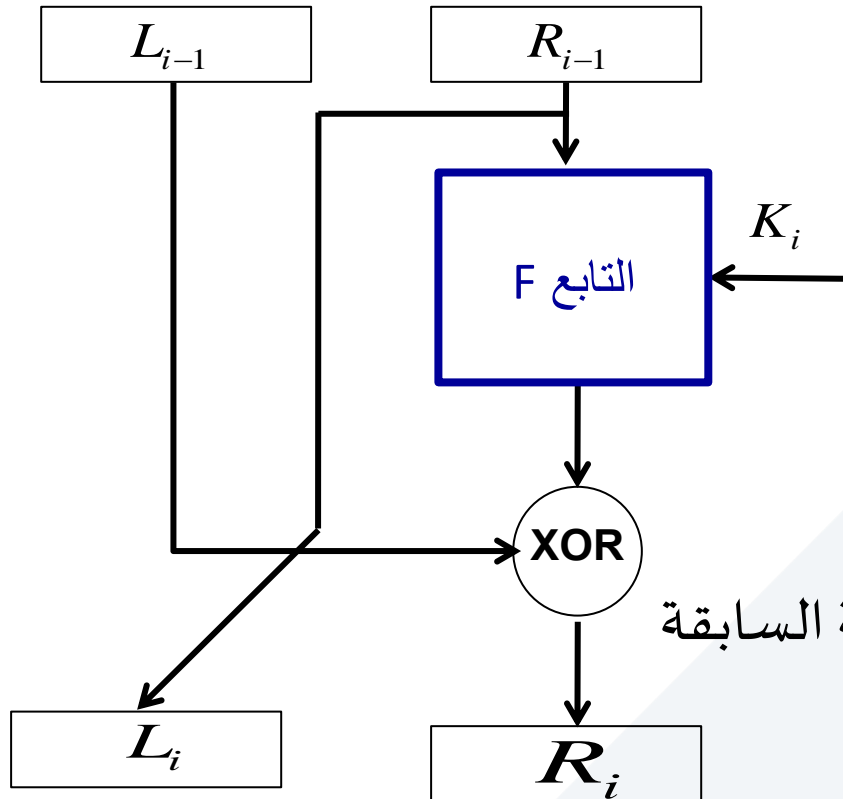 L_{i-1}
R_{i-1}
K_i
التابع F
XOR
السابقة
L_i
R_i